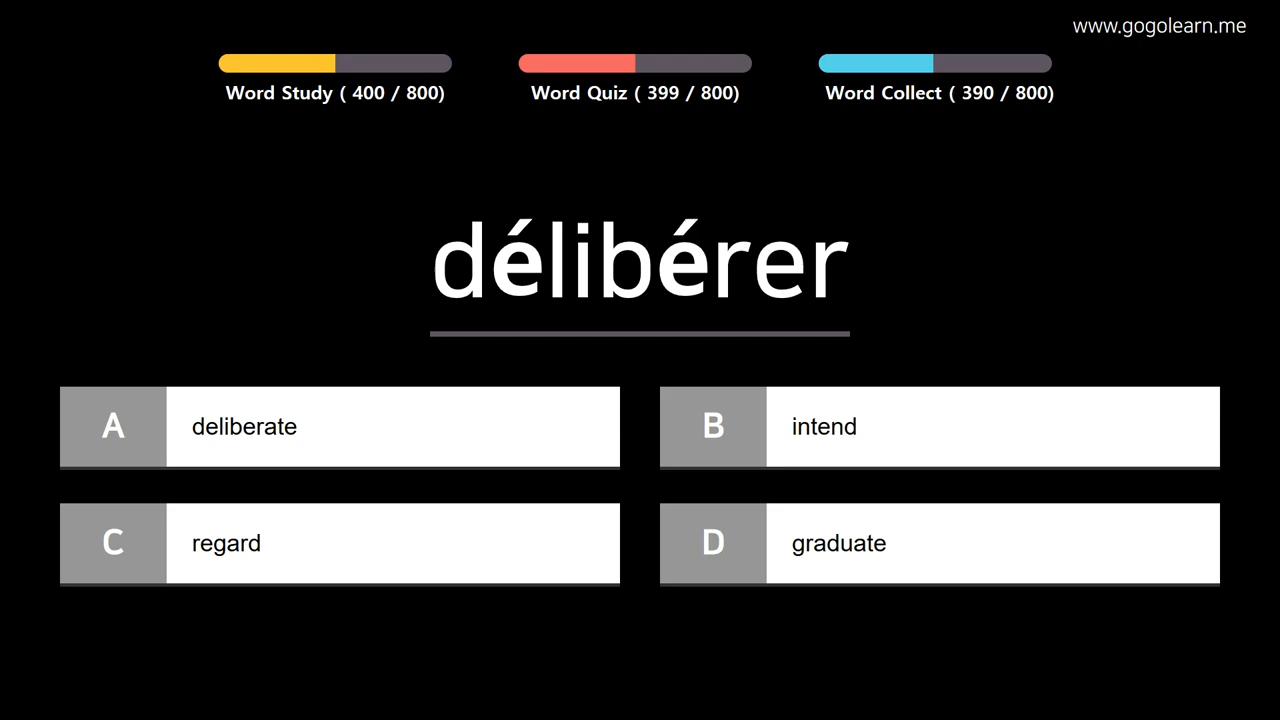 www.gogolearn.me
Word Study ( 400 / 800)
Word Quiz ( 399 / 800)
Word Collect ( 390 / 800)
délibérer
A deliberate
B intend
C regard
D graduate